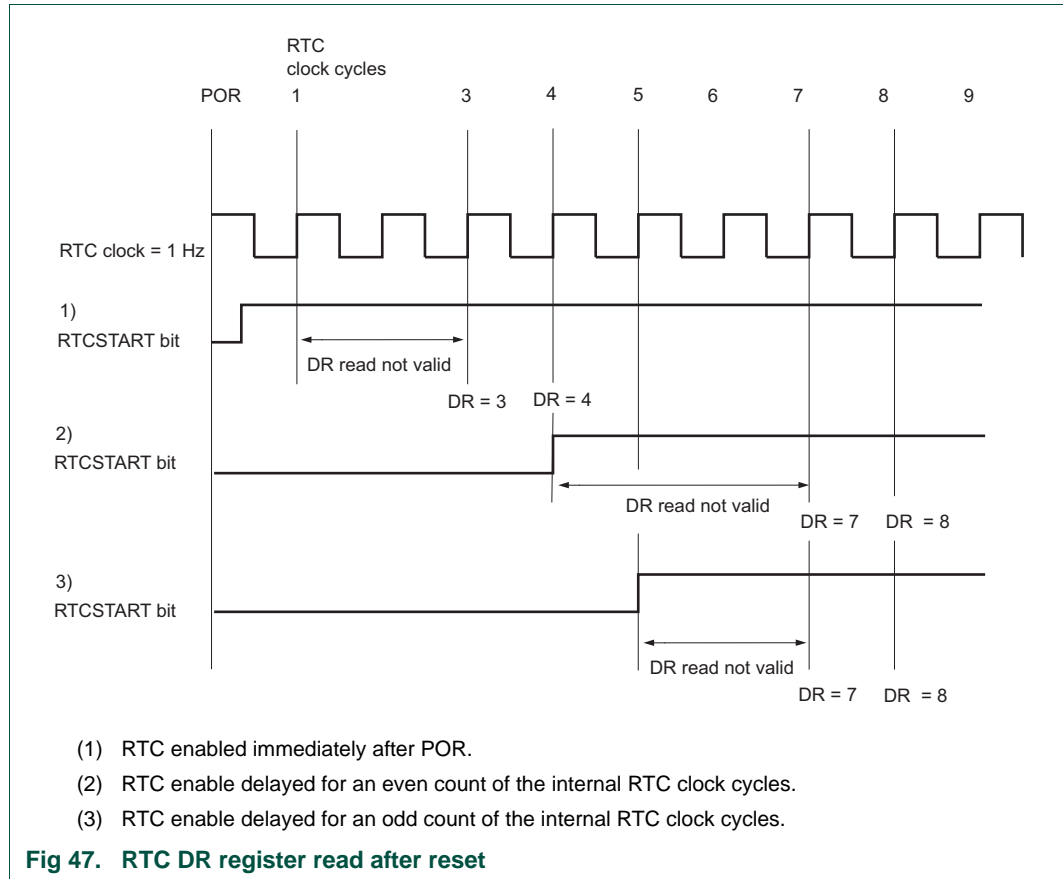 RTC
clock cycles
POR 1 3 4 5 6 7 8 9
RTC clock = 1 Hz
1)
RTCSTART bit
DR read not valid
DR = 3 DR = 4
2)
RTCSTART bit
DR read not valid
DR = 7 DR = 8
3)
RTCSTART bit
DR read not valid
DR = 7 DR = 8
(1) RTC enabled immediately after POR.
(2) RTC enable delayed for an even count of the internal RTC clock cycles.
(3) RTC enable delayed for an odd count of the internal RTC clock cycles.
Fig 47. RTC DR register read after reset